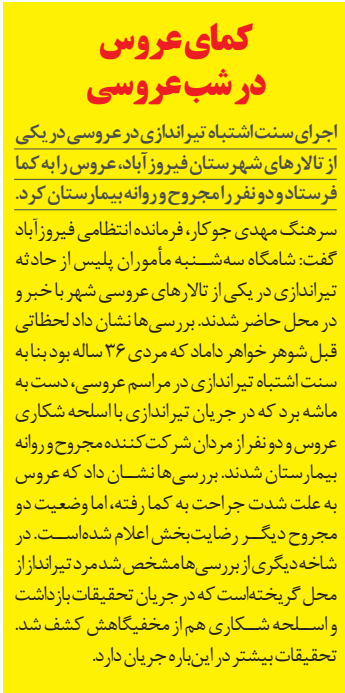 کمای عروس
در شب عروسی
اجرای سنت اشتباه تیراندازی در عروسی در یکی
از تالارهای شهرستان فیروزآباد، عروس را به کما
فرستاد و دو نفر را مجروح و روانه بیمارستان کرد.
سرهنگ مهدی جوکار، فرمانده انتظامی فیروزآباد
گفت: شامگاه سه‌شنبه مأموران پلیس از حادثه
تیراندازی در یکی از تالارهای عروسی شهر با خبر و
در محل حاضر شدند. بررسی‌ها نشان داد لحظاتی
قبل شوهر خواهر داماد که مردی ۳۶ ساله بود بنا به
سنت اشتباه تیراندازی در مراسم عروسی، دست به
ماشه برد که در جریان تیراندازی با اسلحه شکاری
عروس و دو نفر از مردان شرکت‌کننده مجروح و روانه
بیمارستان شدند. بررسی‌ها نشــان داد که عروس
به علت شدت جراحت به کما رفته، اما وضعیت دو
مجروح دیگــر رضایت‌بخش اعلام شده‌اســت. در
شاخه دیگری از بررسی‌ها مشخص شد مرد تیرانداز از
محل گریخته‌است که در جریان تحقیقات بازداشت
و اســلحه شــکاری هم از مخفیگاهش کشف شد.
تحقیقات بیشتر در این‌باره جریان دارد.